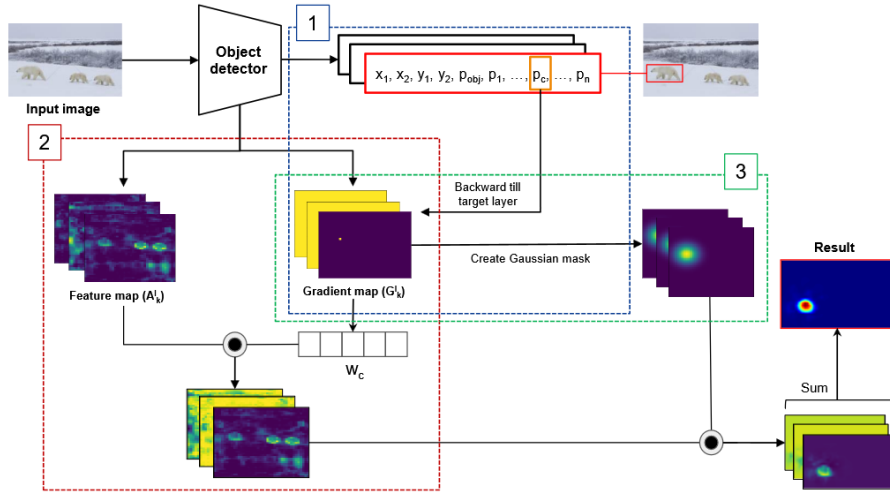 1
Object
detector
x1, x2, y1, y2, pobj, p1, …, pc, …, pn
Input image
2
3
Backward till
target layer
Create Gaussian mask
Result
Feature map (Alk)
Gradient map (Glk)
Wc
Sum